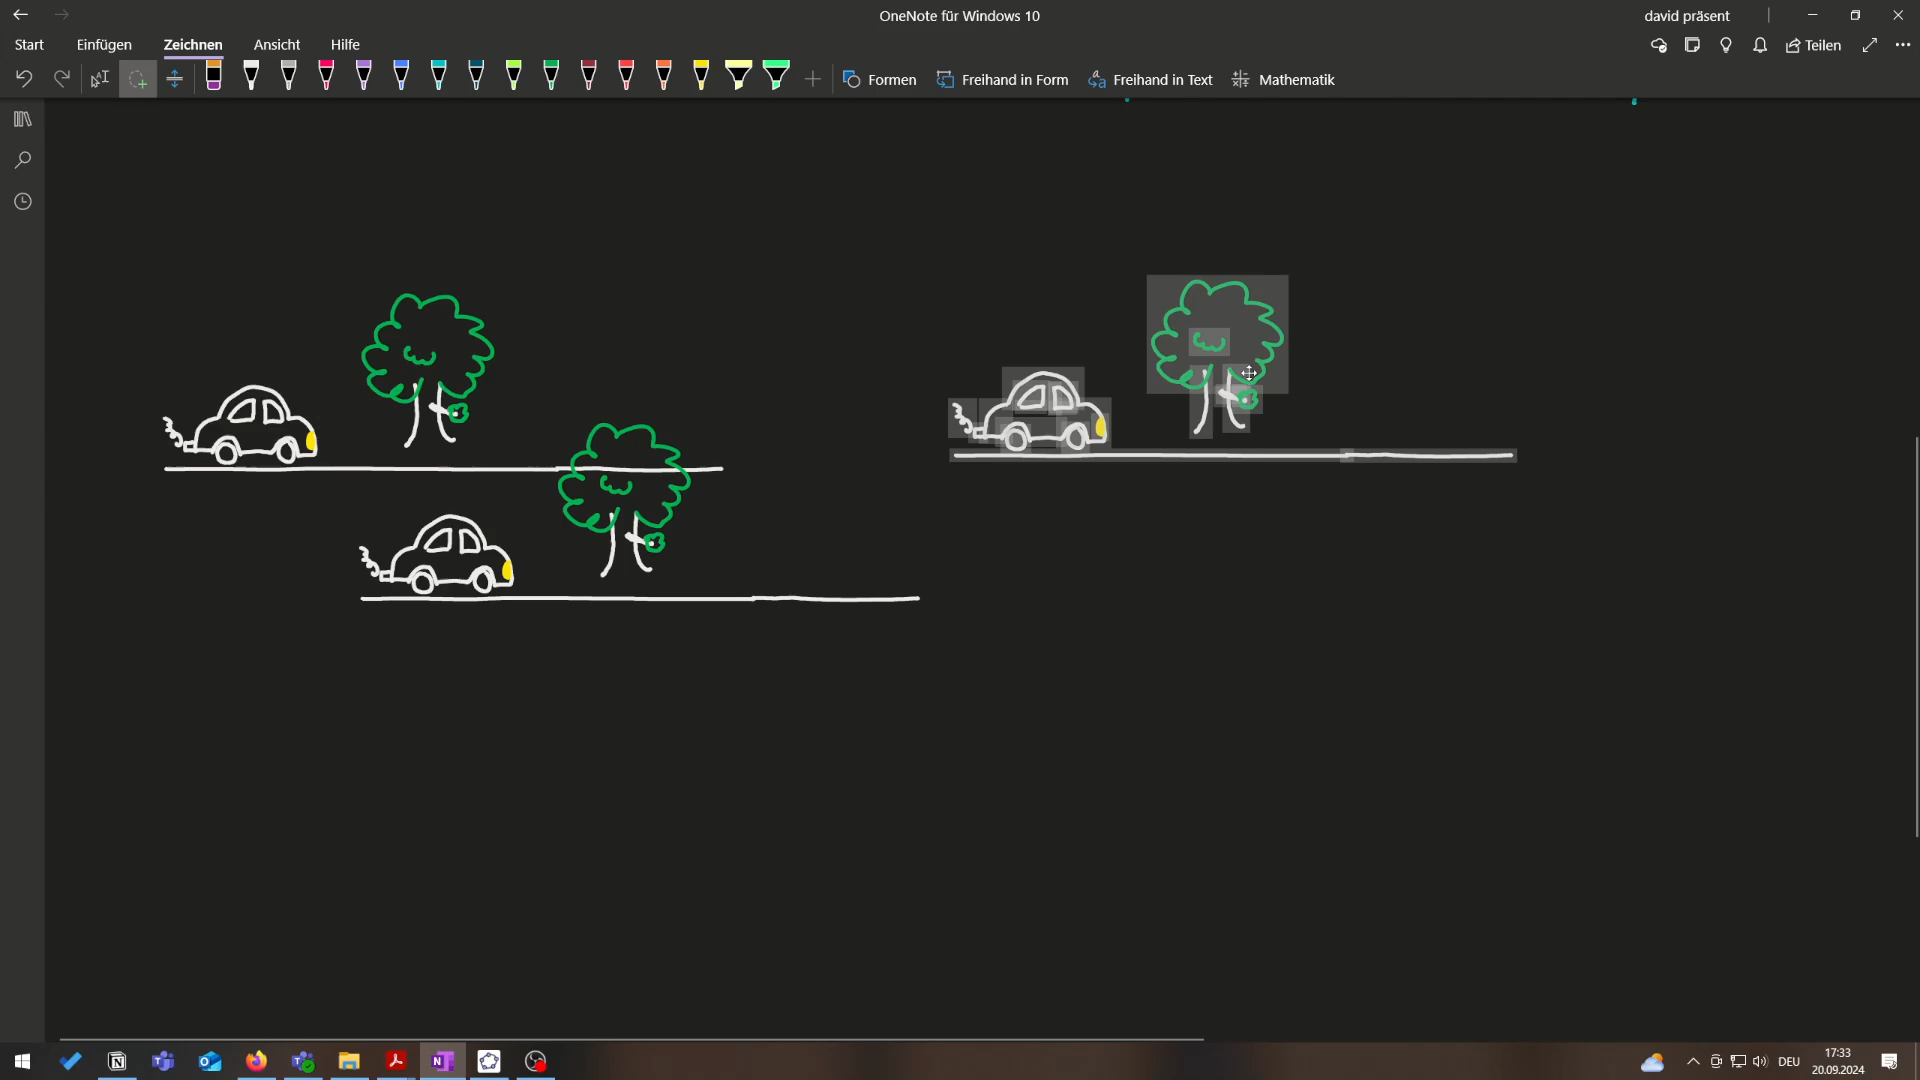 OneNote für Windows 10
david präsent
Start Einfügen Zeichnen Ansicht Hilfe
Teilen
Formen Freihand in Form Freihand in Text Mathematik
DEU
17:33
20.09.2024